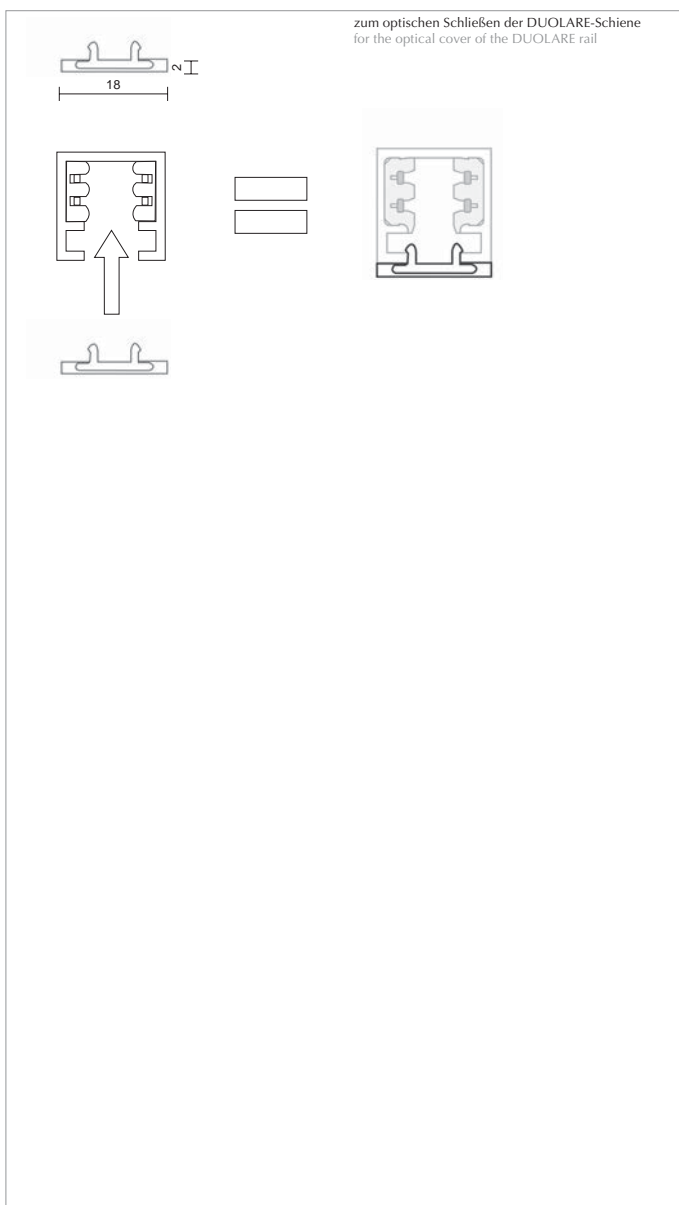 zum optischen Schließen der DUOLARE-Schiene
for the optical cover of the DUOLARE rail
2
18